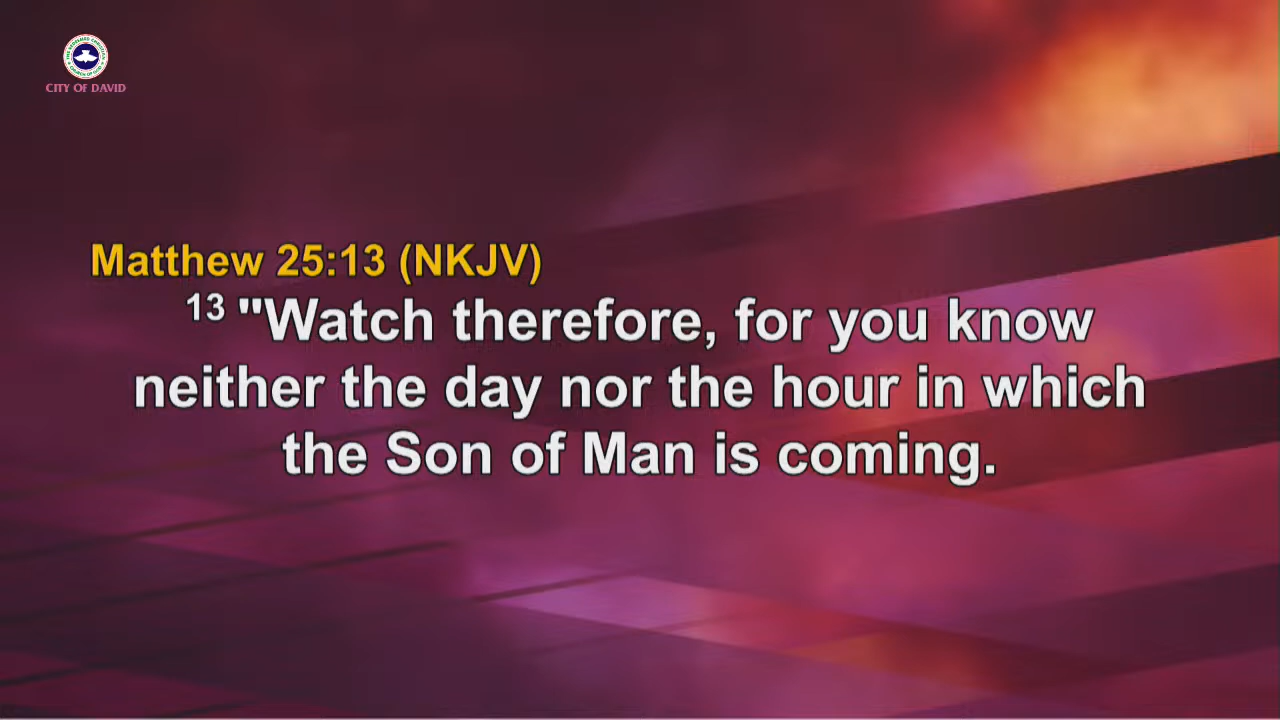 CITY OF DAVID
Matthew 25:13 (NKJV)
13 "Watch therefore, for you know
neither the day nor the hour in which
the Son of Man is coming.